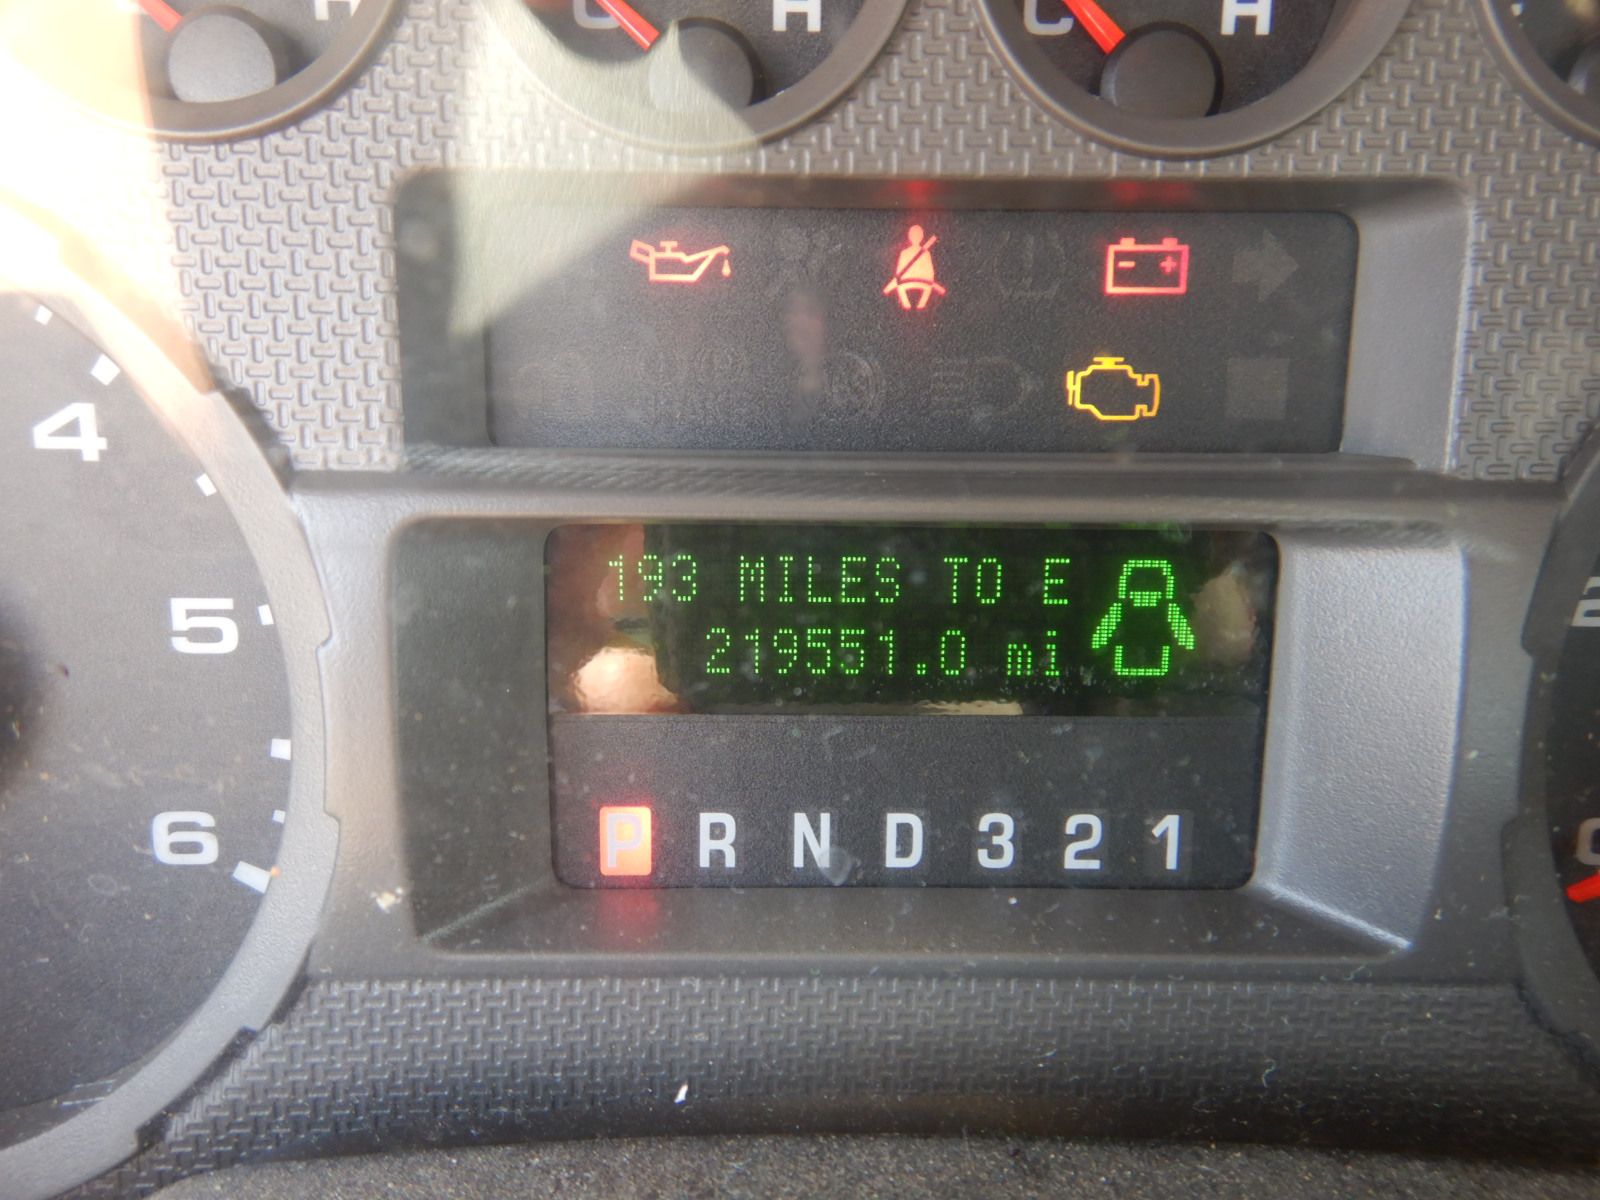 H C H C H
4
193 MILES TO E
5 219551.0 mi
6 P R N D 3 2 1